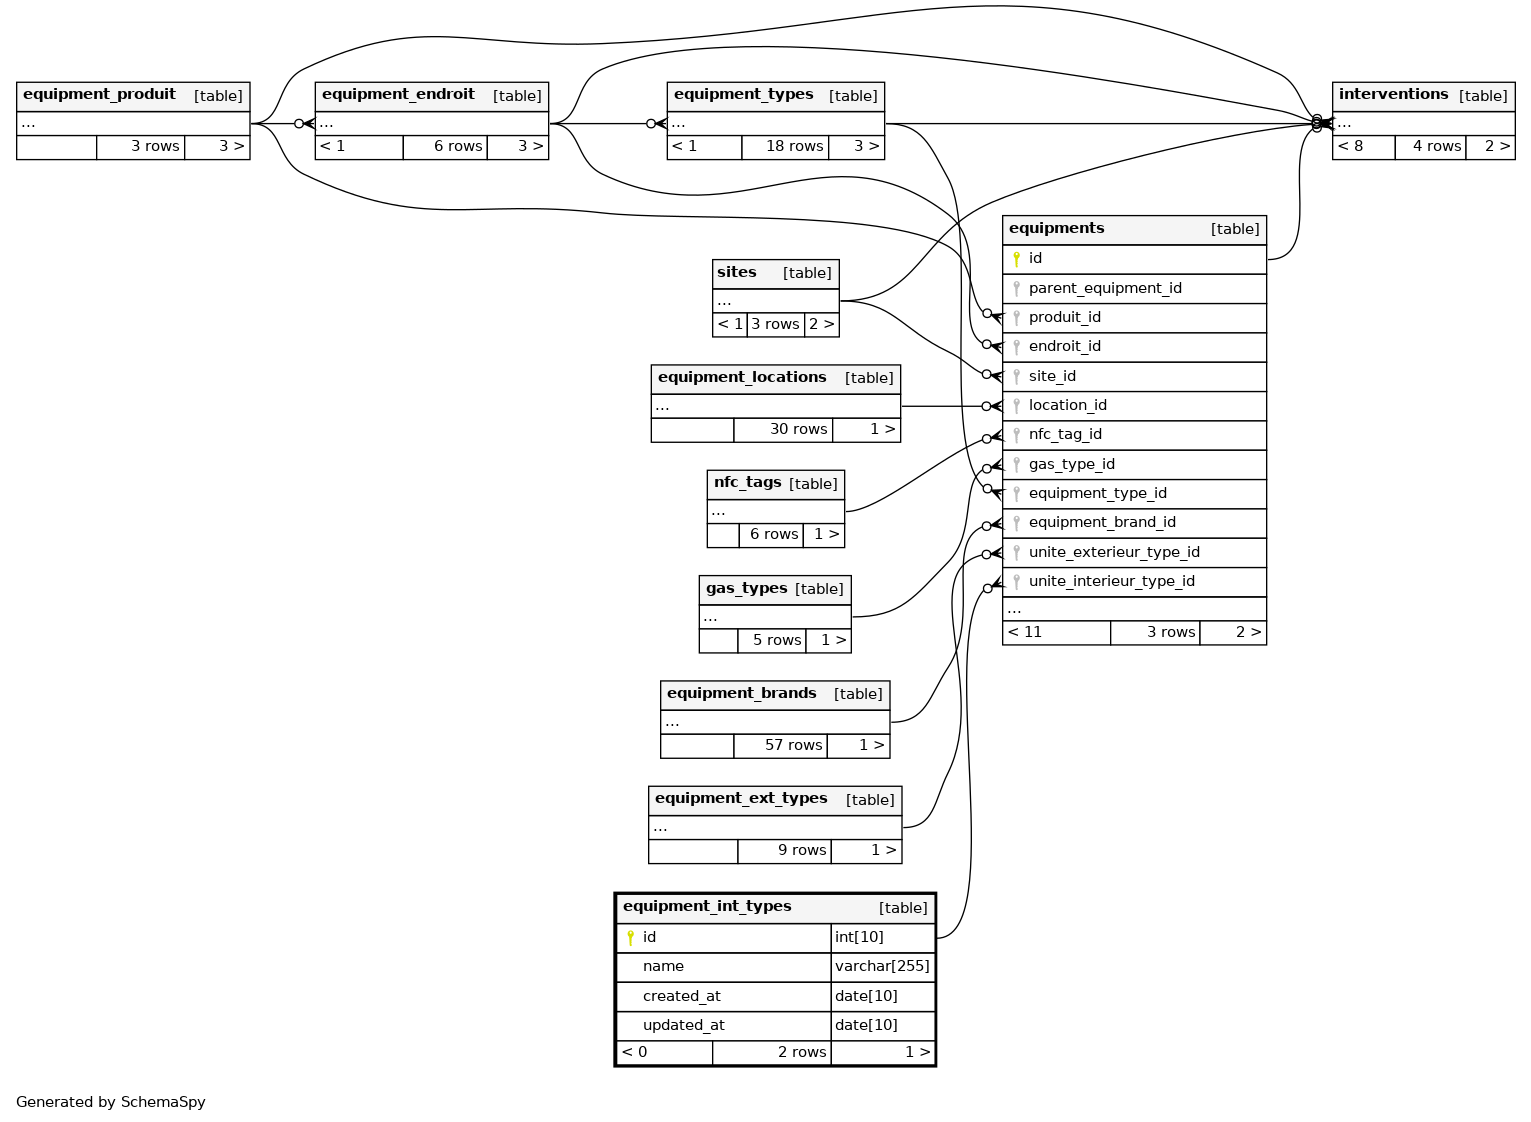 equipment_produit [table]
...
3 rows 3 >
equipment_endroit [table]
...
< 1 6 rows 3 >
equipment_types [table]
...
< 1 18 rows 3 >
interventions [table]
...
< 8 4 rows 2 >
equipments [table]
id
parent_equipment_id
produit_id
endroit_id
site_id
location_id
nfc_tag_id
gas_type_id
equipment_type_id
equipment_brand_id
unite_exterieur_type_id
unite_interieur_type_id
...
< 11 3 rows 2 >
sites [table]
...
< 1 3 rows 2 >
equipment_locations [table]
...
30 rows 1 >
nfc_tags [table]
...
6 rows 1 >
gas_types [table]
...
5 rows 1 >
equipment_brands [table]
...
57 rows 1 >
equipment_ext_types [table]
...
9 rows 1 >
equipment_int_types [table]
id int[10]
name varchar[255]
created_at date[10]
updated_at date[10]
< 0 2 rows 1 >
Generated by SchemaSpy